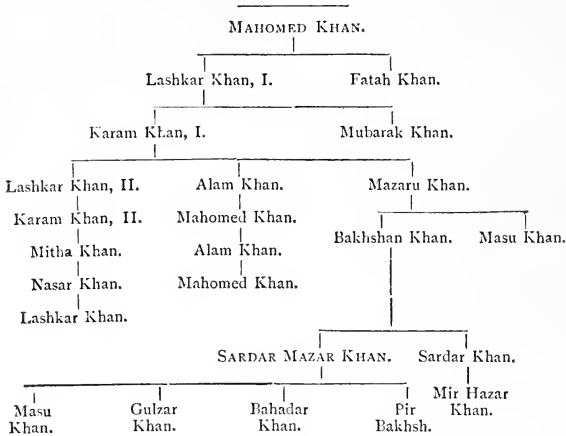 MAHOMED KHAN.
Lashkar Khan, I. Fatah Khan.
Karam Khan, I. Mubarak Khan.
Lashkar Khan, II. Alam Khan. Mazaru Khan.
Karam Khan, II. Mahomed Khan.
Bakhshan Khan. Masu Khan.
Mitha Khan. Alam Khan.
Nasar Khan. Mahomed Khan.
Lashkar Khan.
SARDAR MAZAR KHAN. Sardar Khan.
Mir Hazar
Khan.
Masu Gulzar Bahadar Pir
Khan. Khan. Khan. Bakhsh.